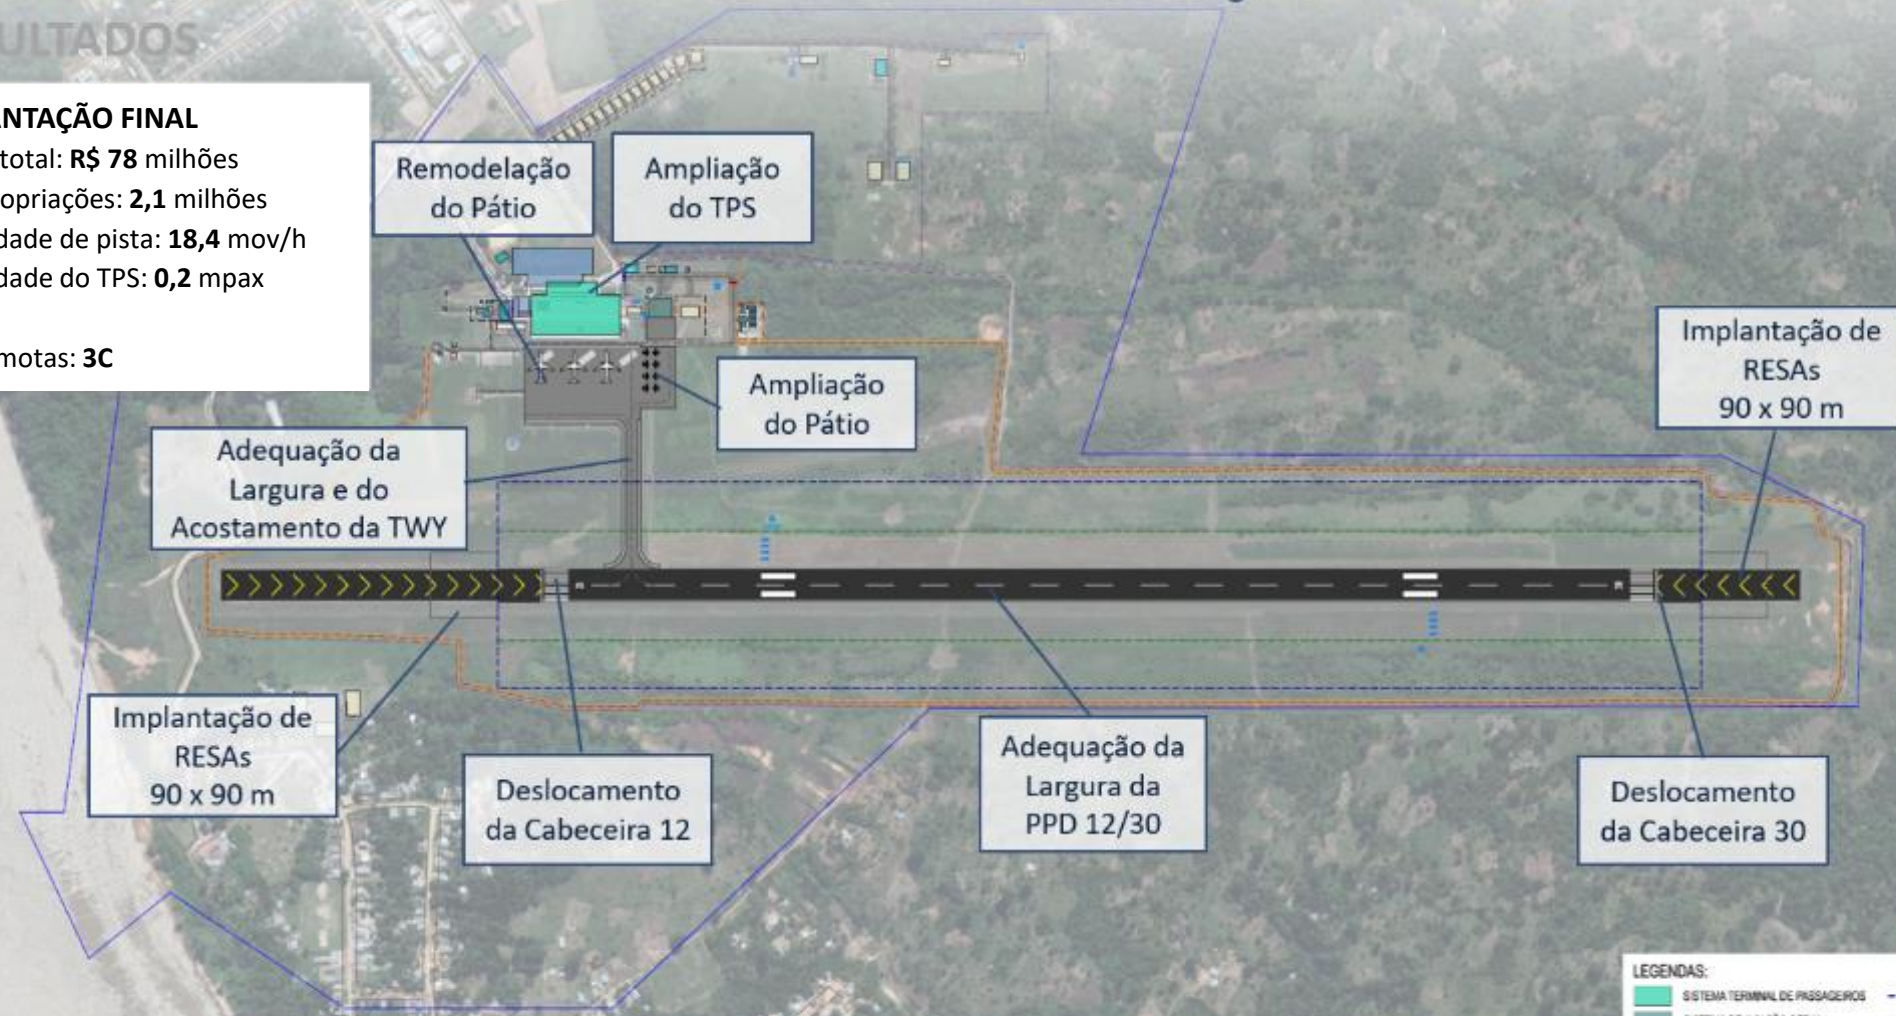 ULTADOS
ANTAÇÃO FINAL
total: R$ 78 milhões
opriações: 2,1 milhões
dade de pista: 18,4 mov/h
dade do TPS: 0,2 mpax
motas: 3C
Remodelação
do Pátio
Ampliação
do TPS
Ampliação
do Pátio
Implantação de
RESAs
90 x 90 m
Adequação da
Largura e do
Acostamento da TWY
Implantação de
RESAs
90 x 90 m
Deslocamento
da Cabeceira 12
Adequação da
Largura da
PPD 12/30
Deslocamento
da Cabeceira 30
LEGENDAS:
SISTEMA TERMINAL DE PASSAGEIROS